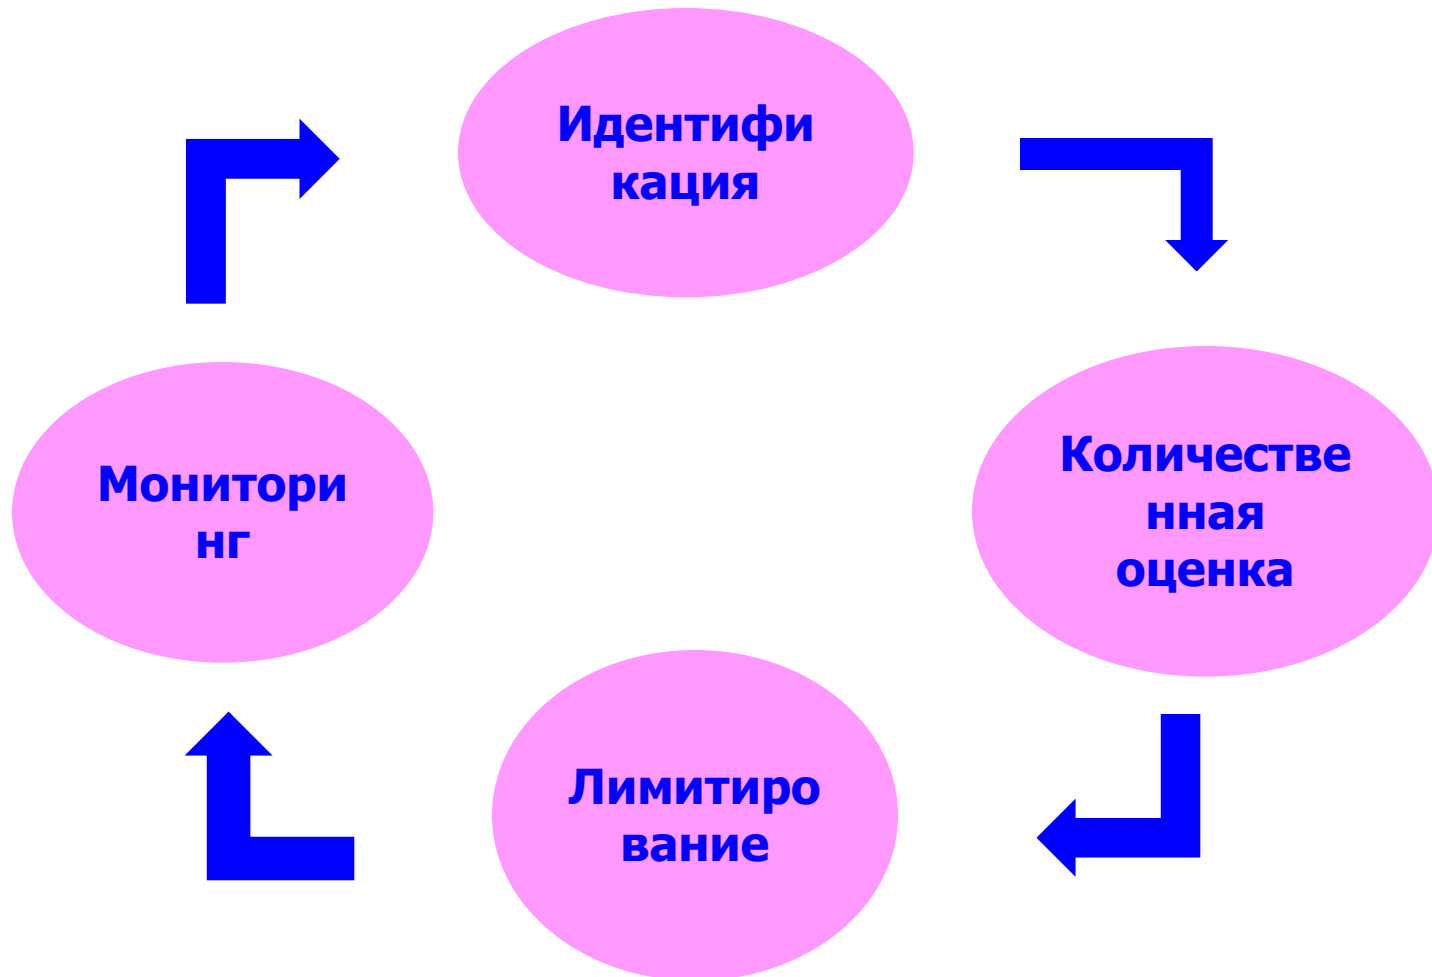 Идентифи
кация
Количестве
нная
оценка
Монитори
нг
Лимитиро
вание